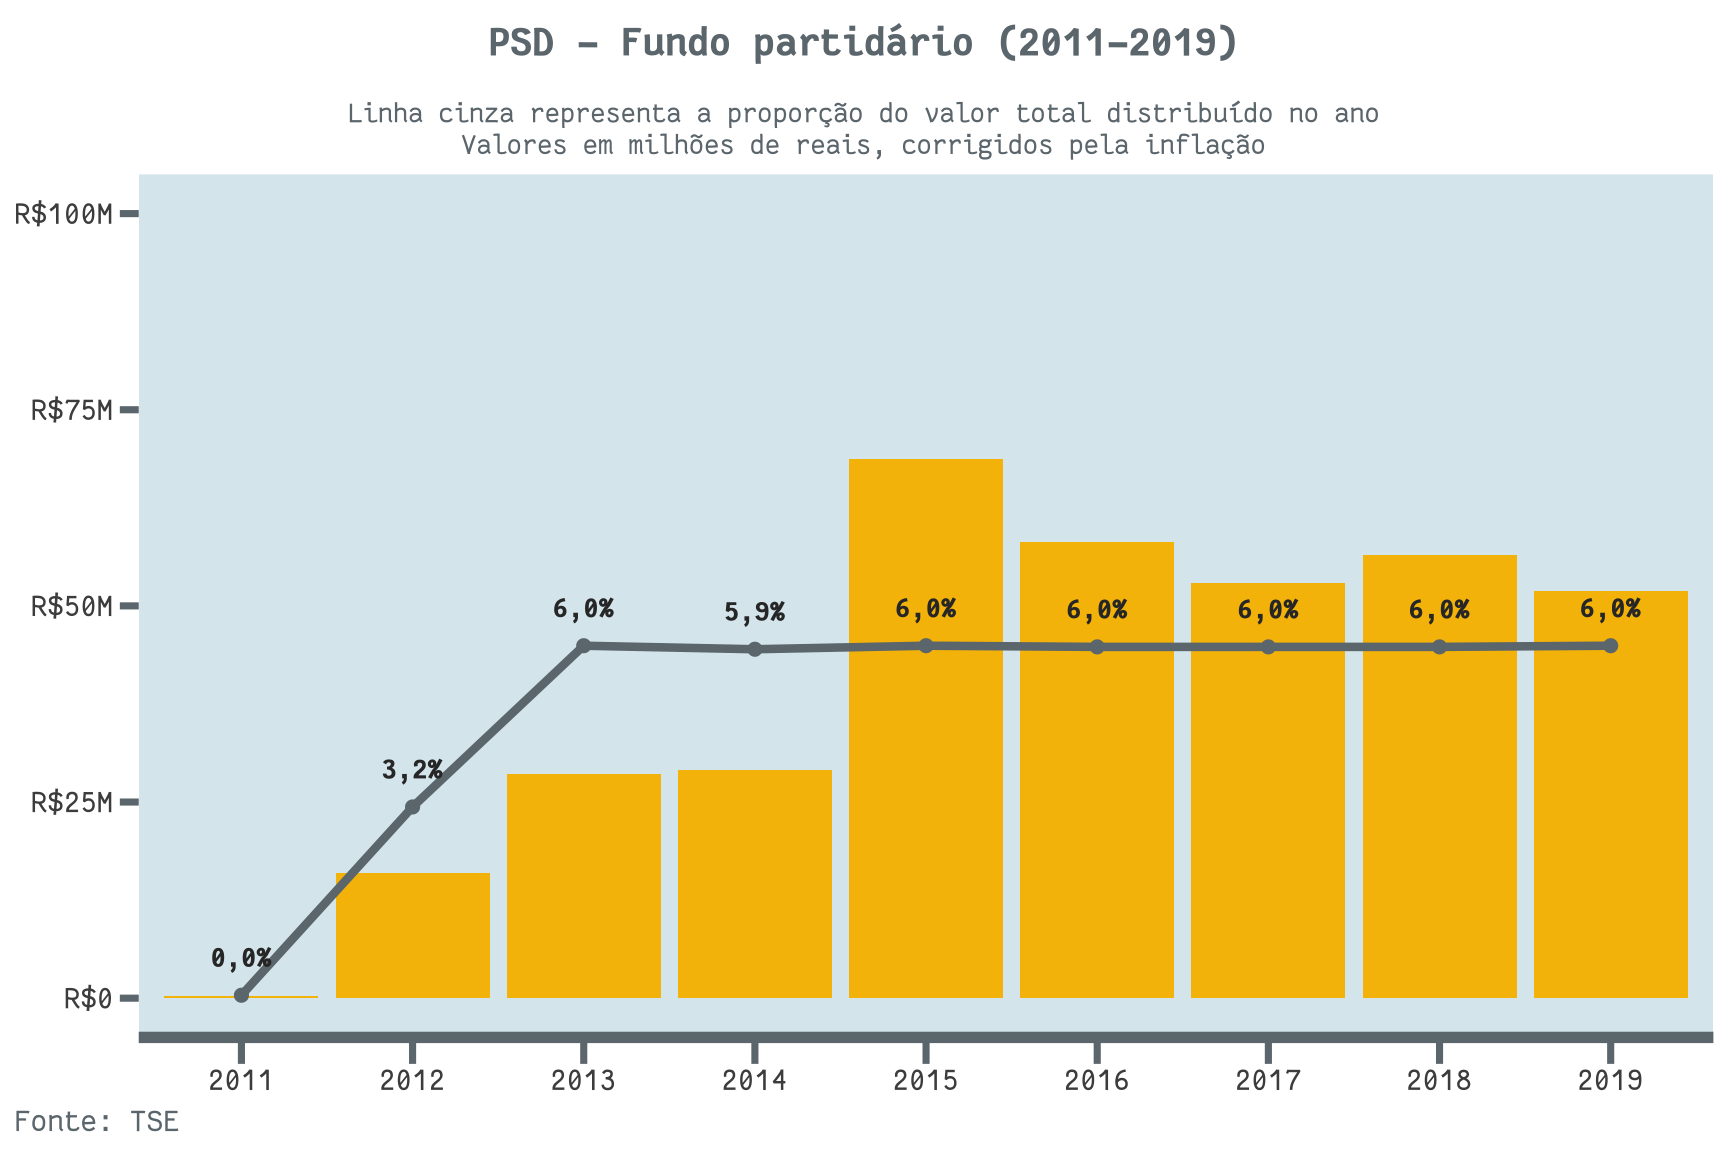 PSD - Fundo partidário (2011-2019)
Linha cinza representa a proporção do valor total distribuído no ano
Valores em milhões de reais, corrigidos pela inflação
R$100M
R$75M
R$50M
R$25M
R$0
0,0%
3,2%
6,0%
5,9%
6,0%
6,0%
6,0%
6,0%
6,0%
2011
2012
2013
2014
2015
2016
2017
2018
2019
Fonte: TSE